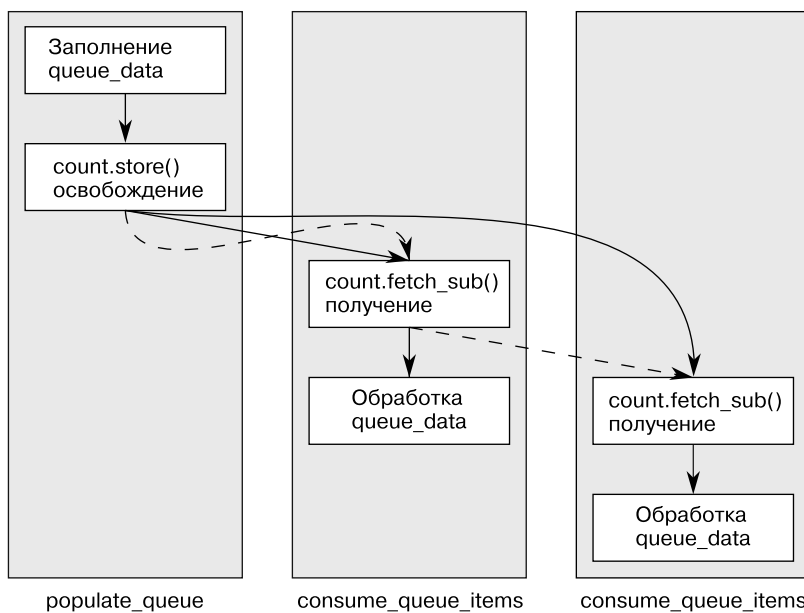 Заполнение
queue_data
count.store()
освобождение
count.fetch_sub()
получение
Обработка
queue_data
count.fetch_sub()
получение
Обработка
queue_data
populate_queue
consume_queue_items
consume_queue_items